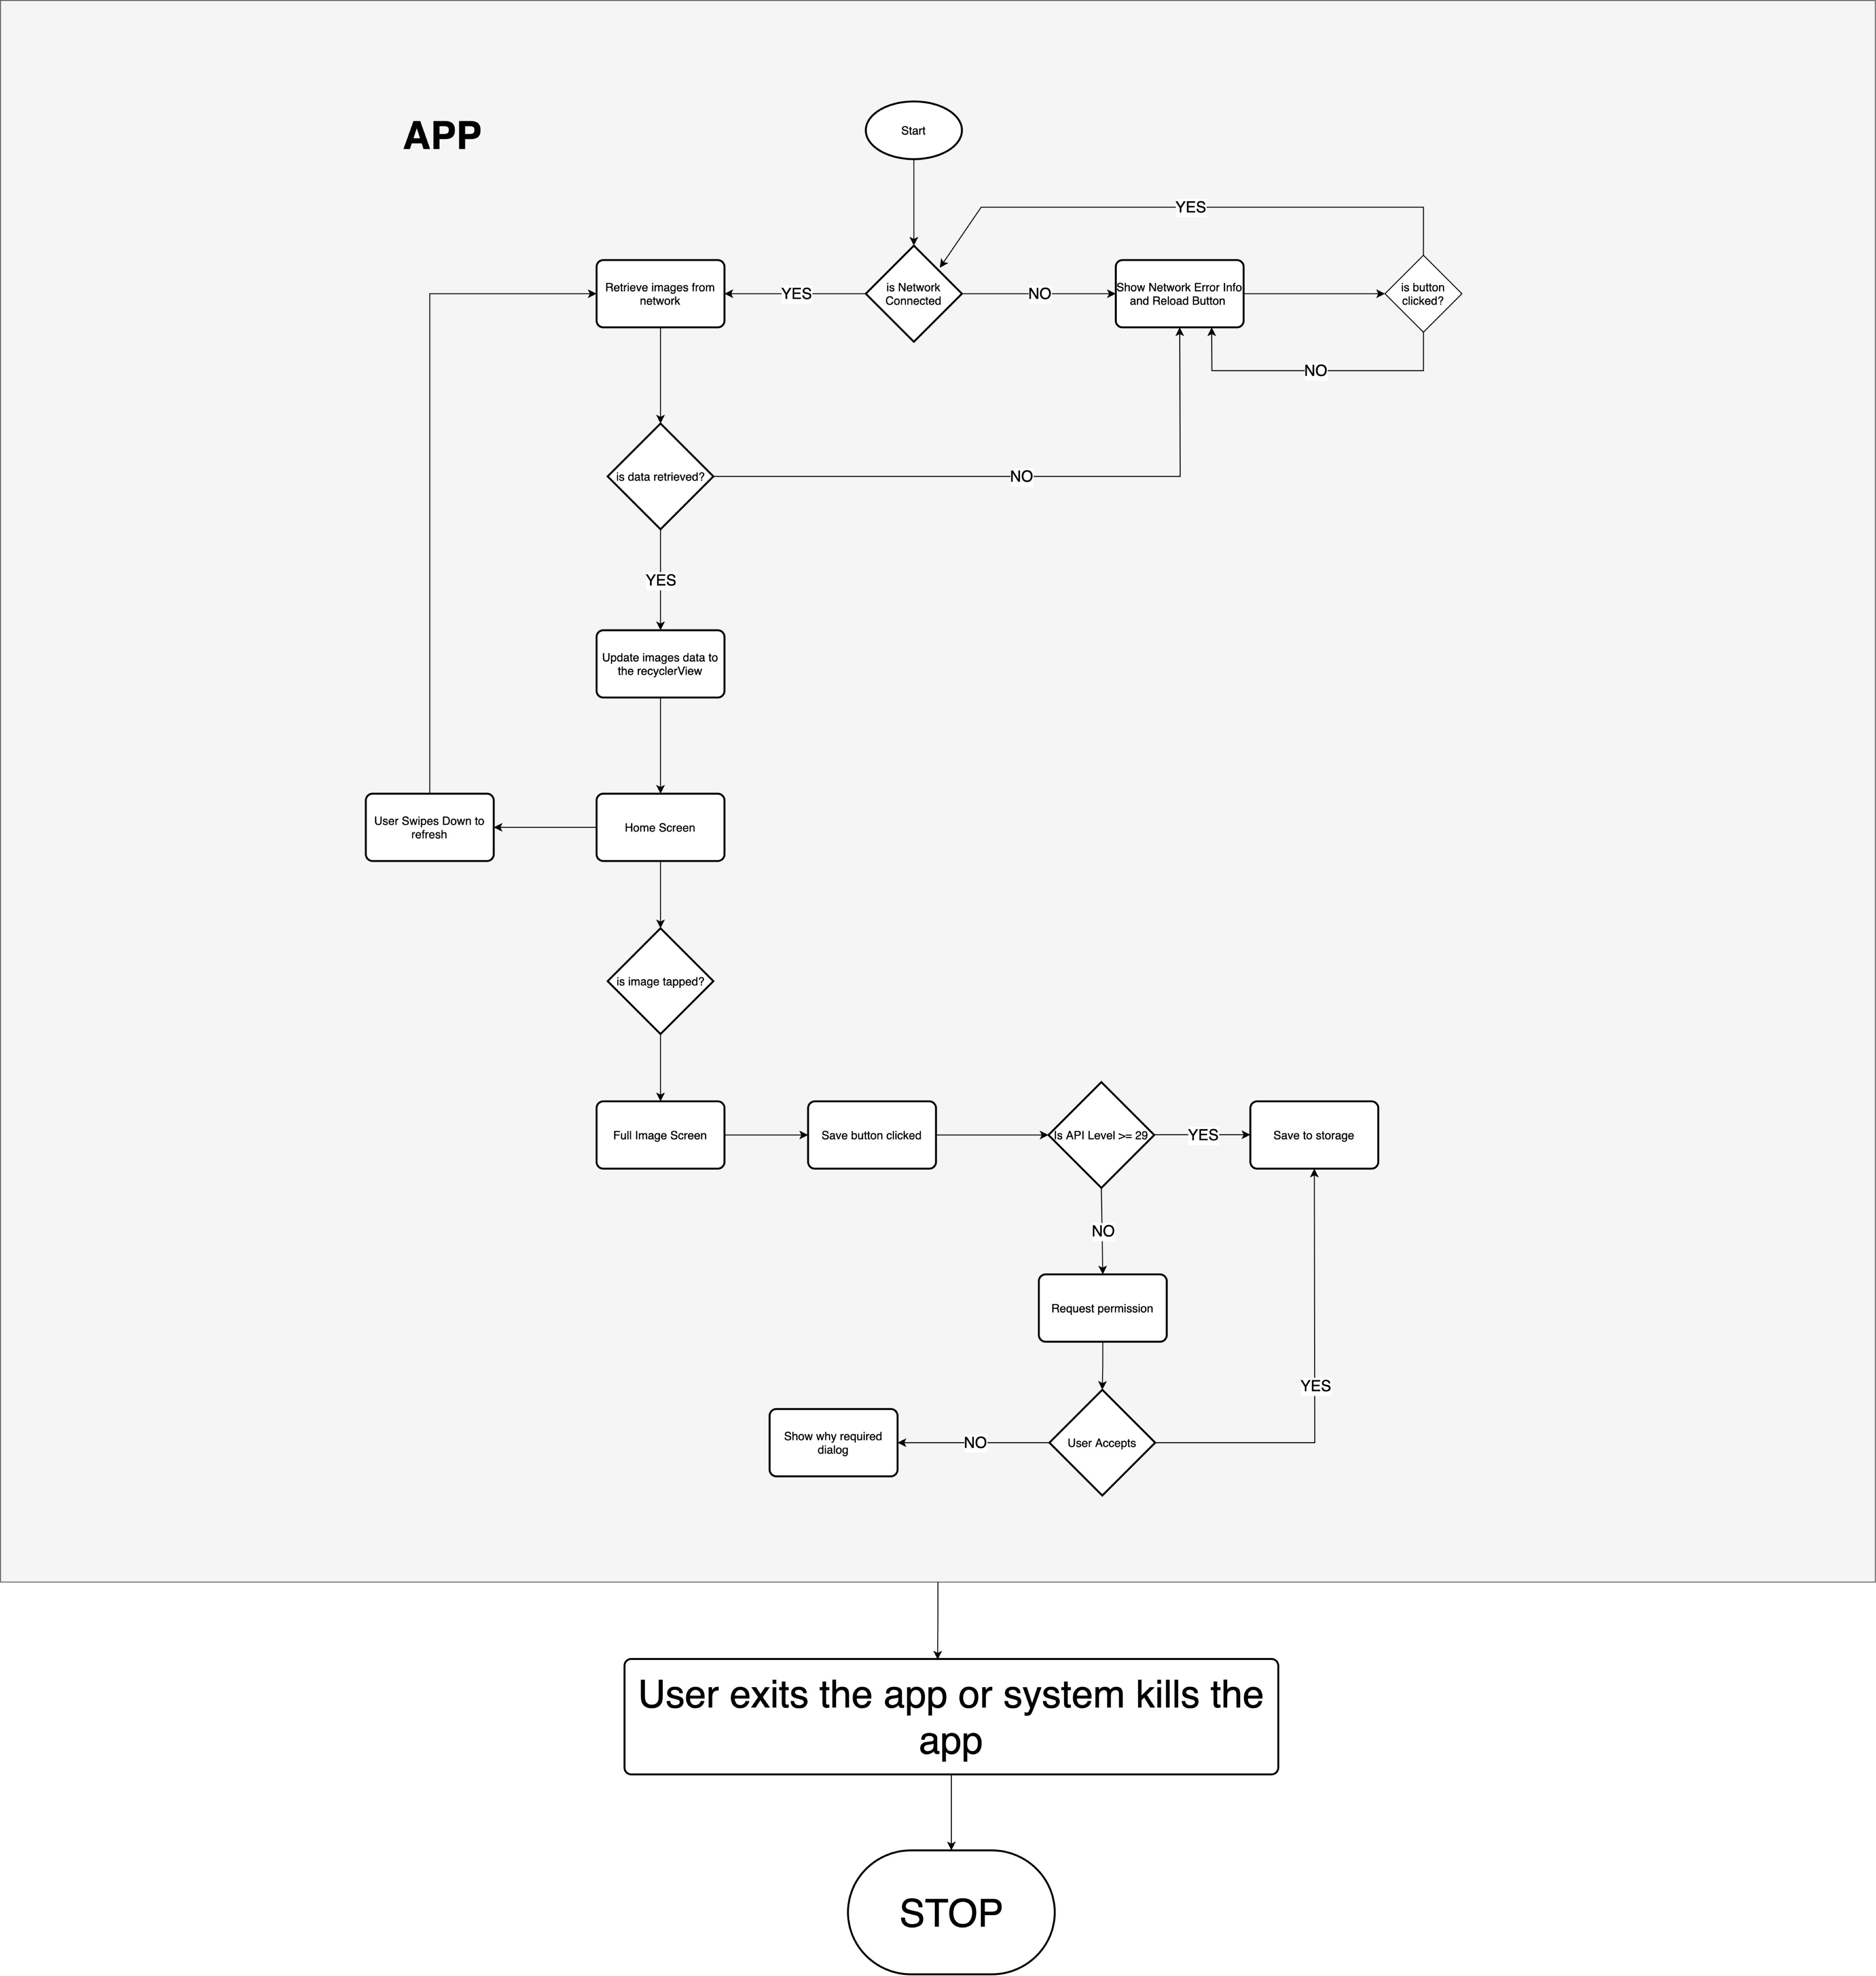 APP
Start
YES
Retrieve images from
network
YES
is Network
Connected
NO
Show Network Error Info
and Reload Button
is button
clicked?
NO
is data retrieved?
NO
YES
Update images data to
the recyclerView
User Swipes Down to
refresh
Home Screen
is image tapped?
Full Image Screen
Save button clicked
Is API Level >= 29
YES
Save to storage
NO
Request permission
YES
Show why required
dialog
NO
User Accepts
User exits the app or system kills the
app
STOP